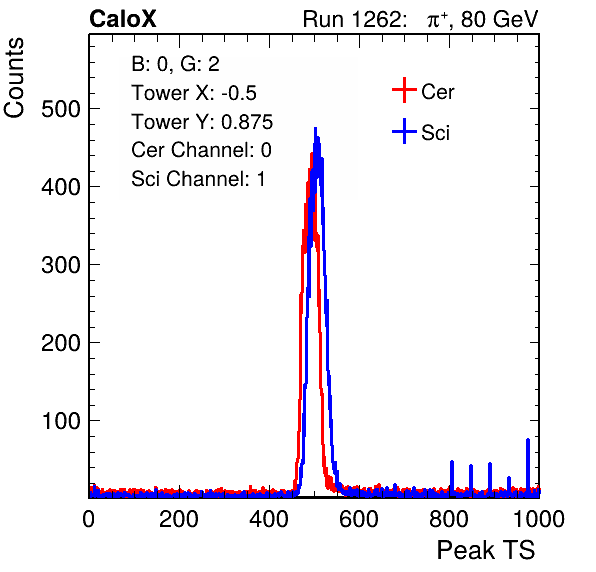 CaloX
Run 1262: π+, 80 GeV
Counts
B: 0, G: 2
Tower X: -0.5
Tower Y: 0.875
Cer Channel: 0
Sci Channel: 1
Cer
Sci
500
400
300
200
100
0 200 400 600 800 1000
Peak TS